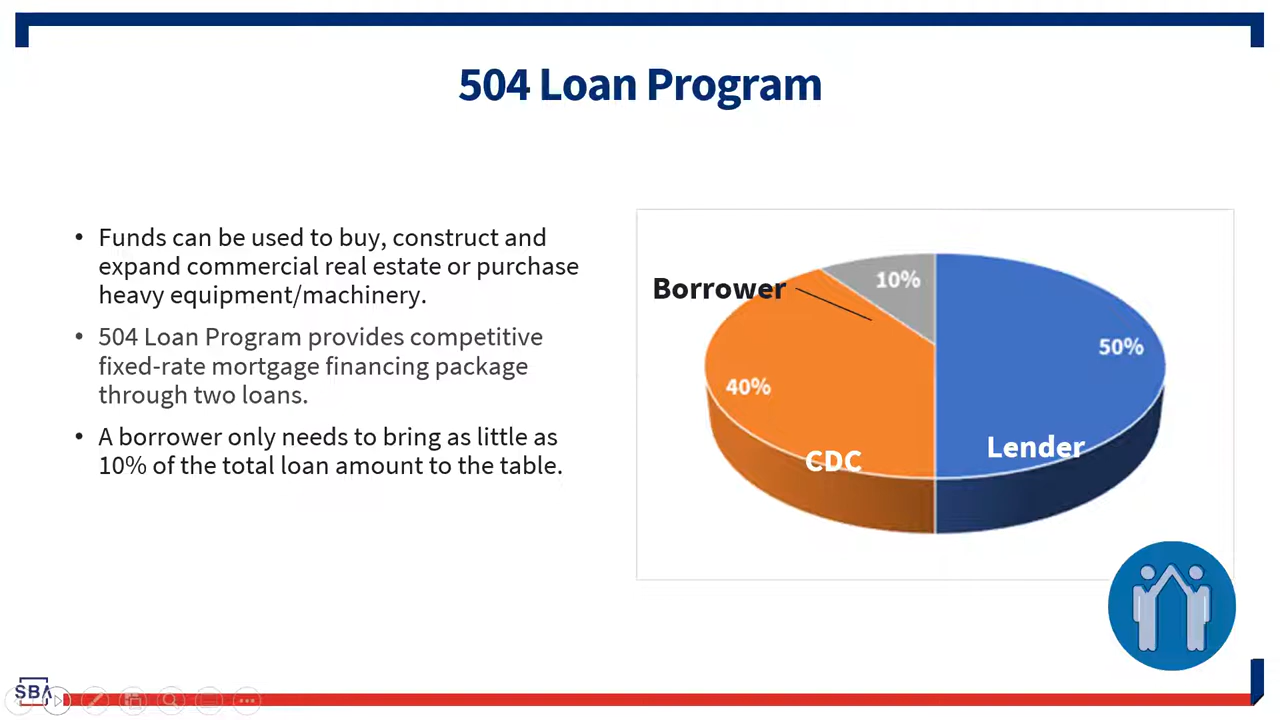 504 Loan Program
• Funds can be used to buy, construct and
expand commercial real estate or purchase
heavy equipment/machinery.
• 504 Loan Program provides competitive
fixed-rate mortgage financing package
through two loans.
• A borrower only needs to bring as little as
10% of the total loan amount to the table.
Borrower
10%
50%
40%
Lender
CDC
SBA